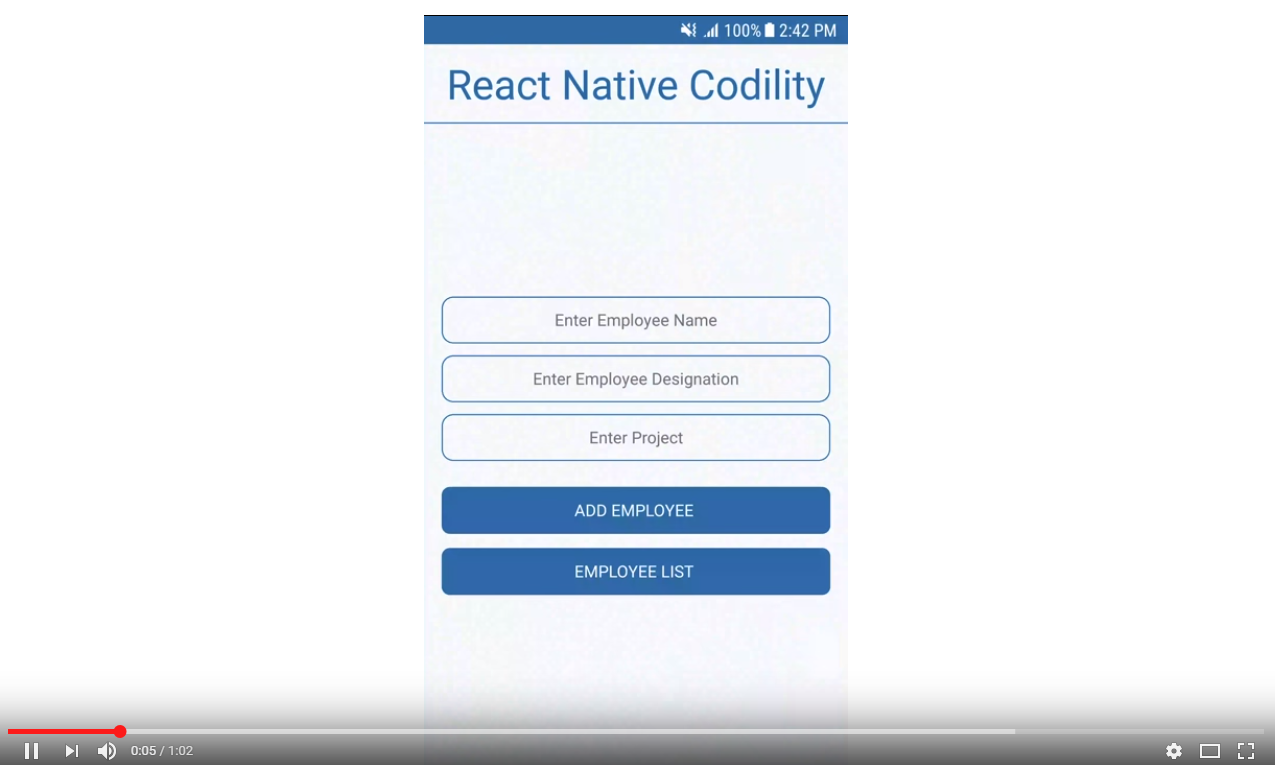 100% 2:42 PM
React Native Codility
Enter Employee Name
Enter Employee Designation
Enter Project
ADD EMPLOYEE
EMPLOYEE LIST
0:05 / 1:02